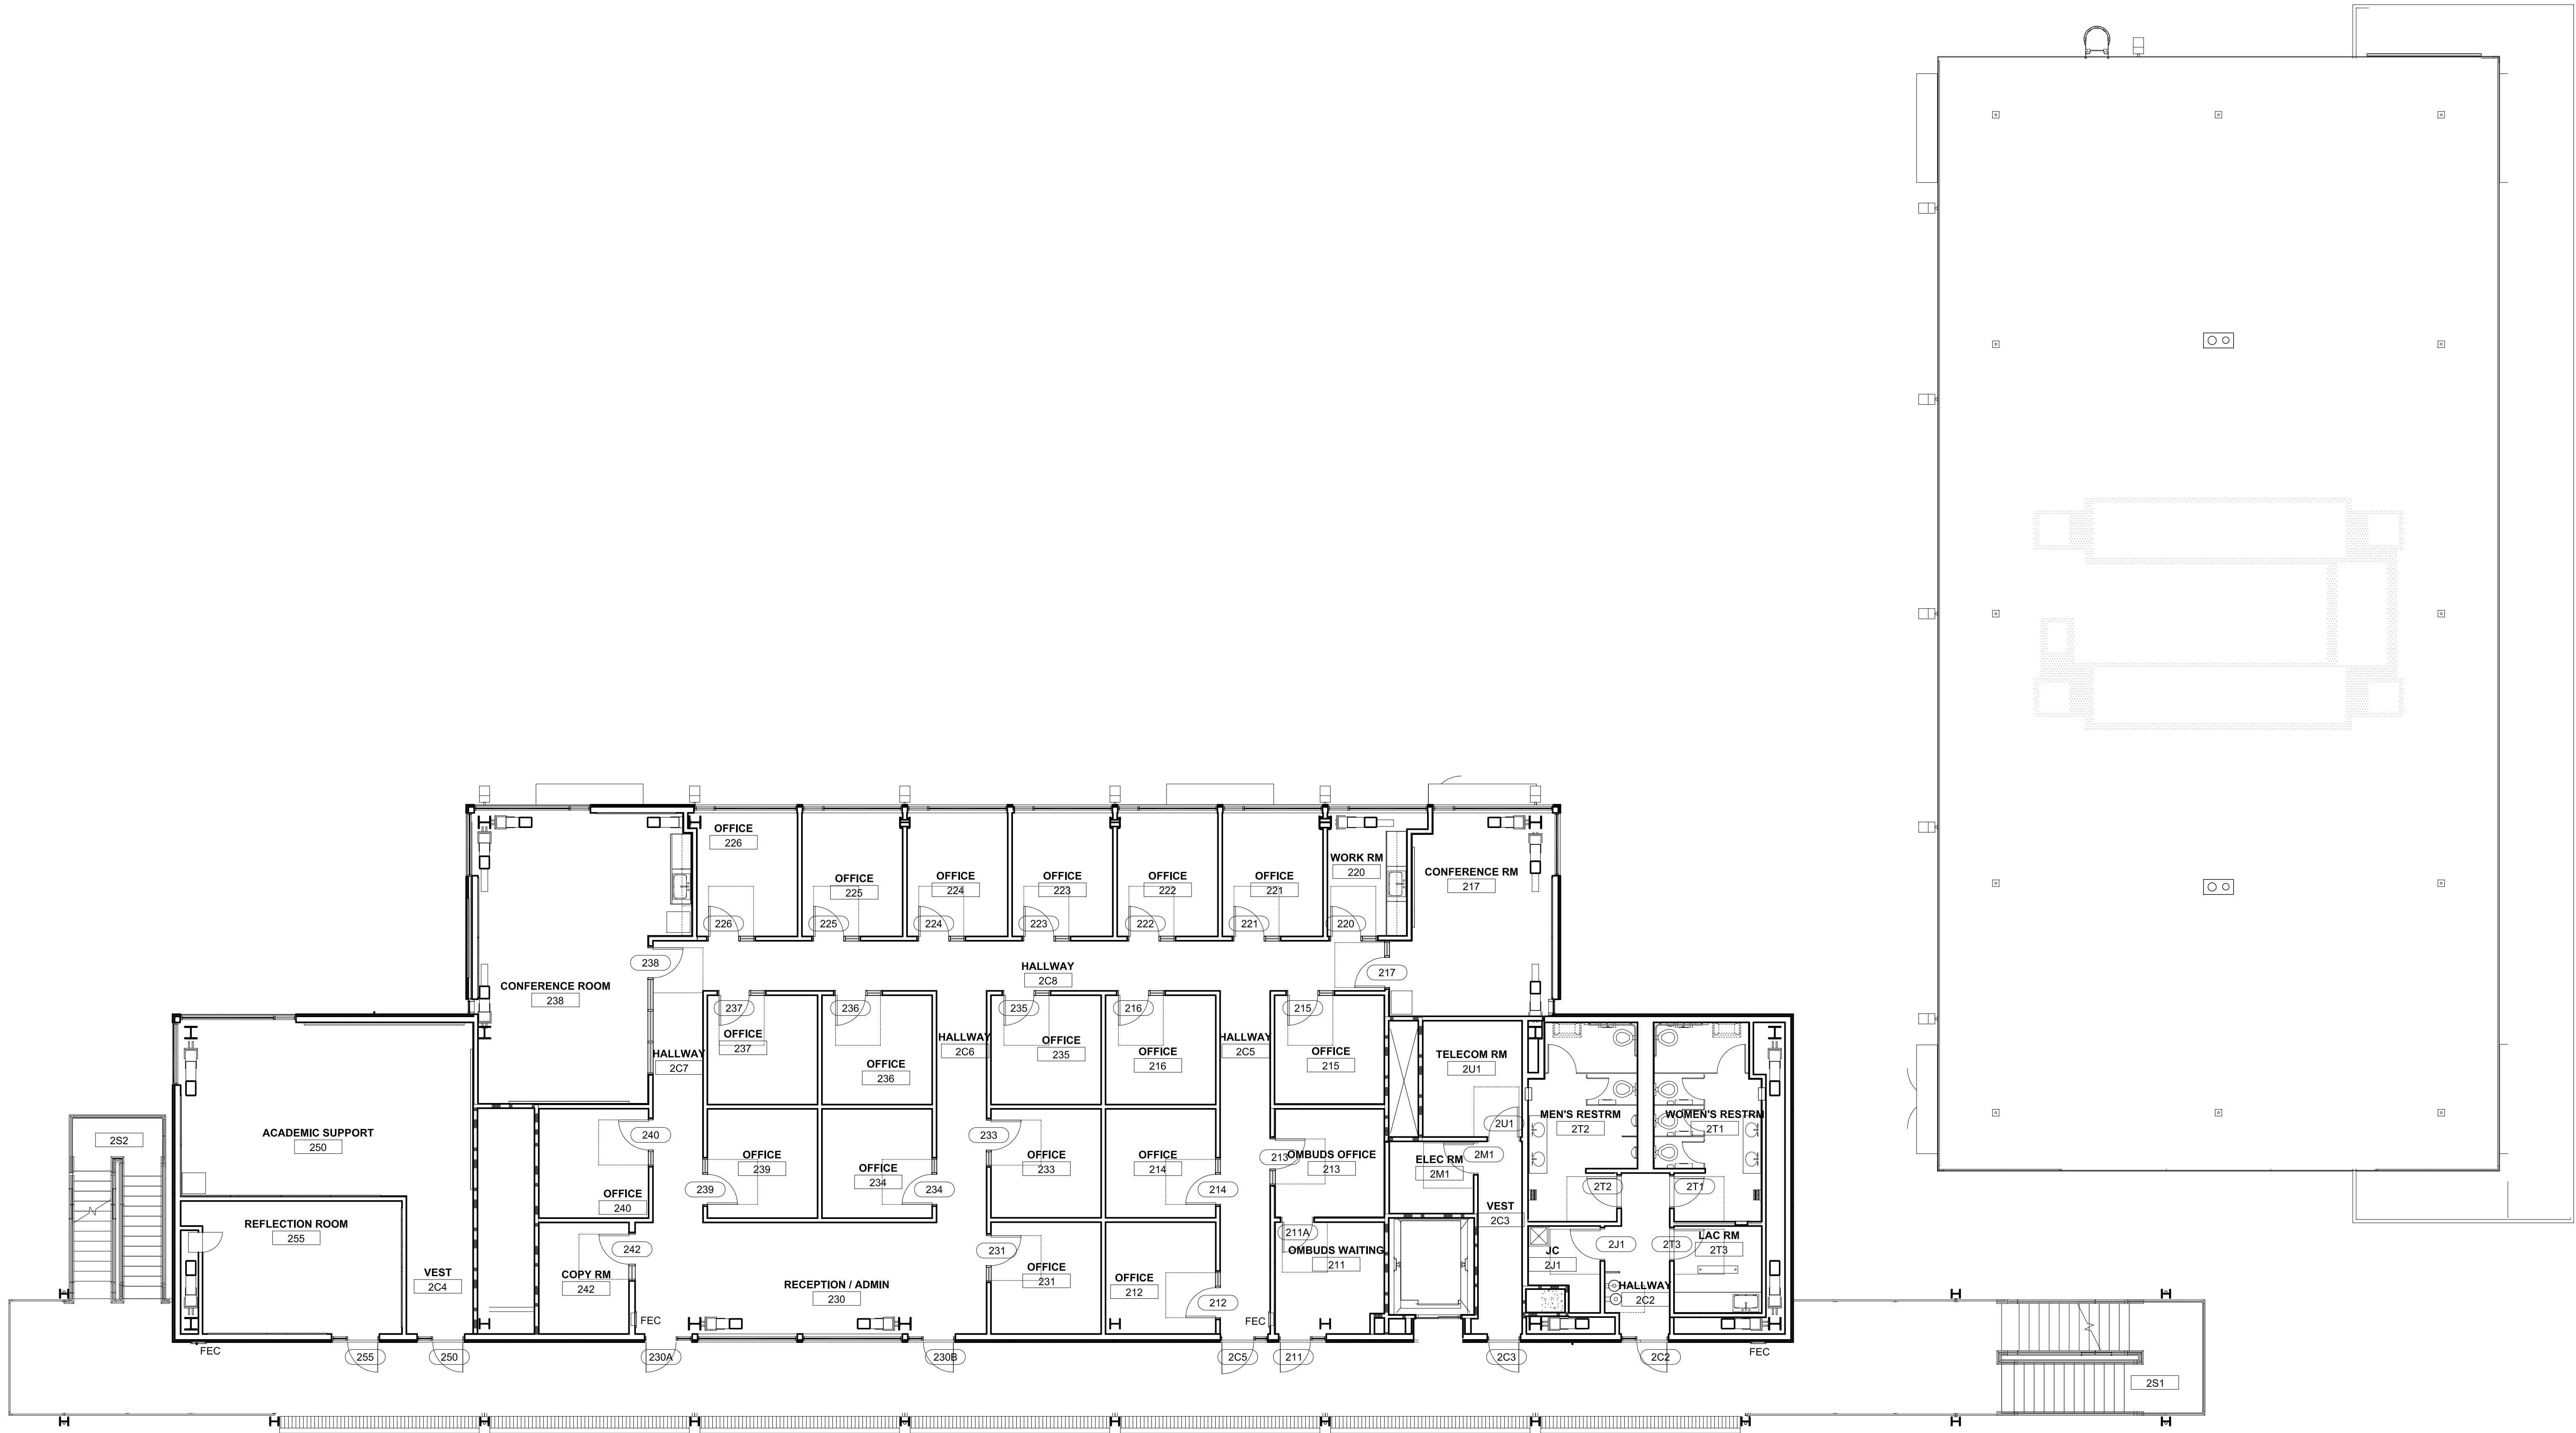 OFFICE
226
OFFICE
225
OFFICE
224
OFFICE
223
OFFICE
222
OFFICE
221
WORK RM
220
CONFERENCE RM
217
226
225
224
223
222
221
220
238
HALLWAY
2C8
217
CONFERENCE ROOM
238
237
236
235
216
215
OFFICE
237
HALLWAY
2C7
OFFICE
236
HALLWAY
2C6
OFFICE
235
OFFICE
216
HALLWAY
2C5
OFFICE
215
TELECOM RM
2U1
2S2
ACADEMIC SUPPORT
250
240
233
2U1
MEN'S RESTRM
2T2
WOMEN'S RESTRM
2T1
OFFICE
239
OFFICE
234
OFFICE
233
OFFICE
214
213
OMBUDS OFFICE
213
ELEC RM
2M1
2M1
239
234
214
2T2
2T1
OFFICE
240
REFLECTION ROOM
255
VEST
2C3
242
231
211A
2J1
2T3
LAC RM
2T3
VEST
2C4
COPY RM
242
RECEPTION / ADMIN
230
OFFICE
231
OFFICE
212
OMBUDS WAITING
211
JC
2J1
HALLWAY
2C2
212
FEC
FEC
FEC
FEC
255
250
230A
230B
2C5
211
2C3
2C2
2S1